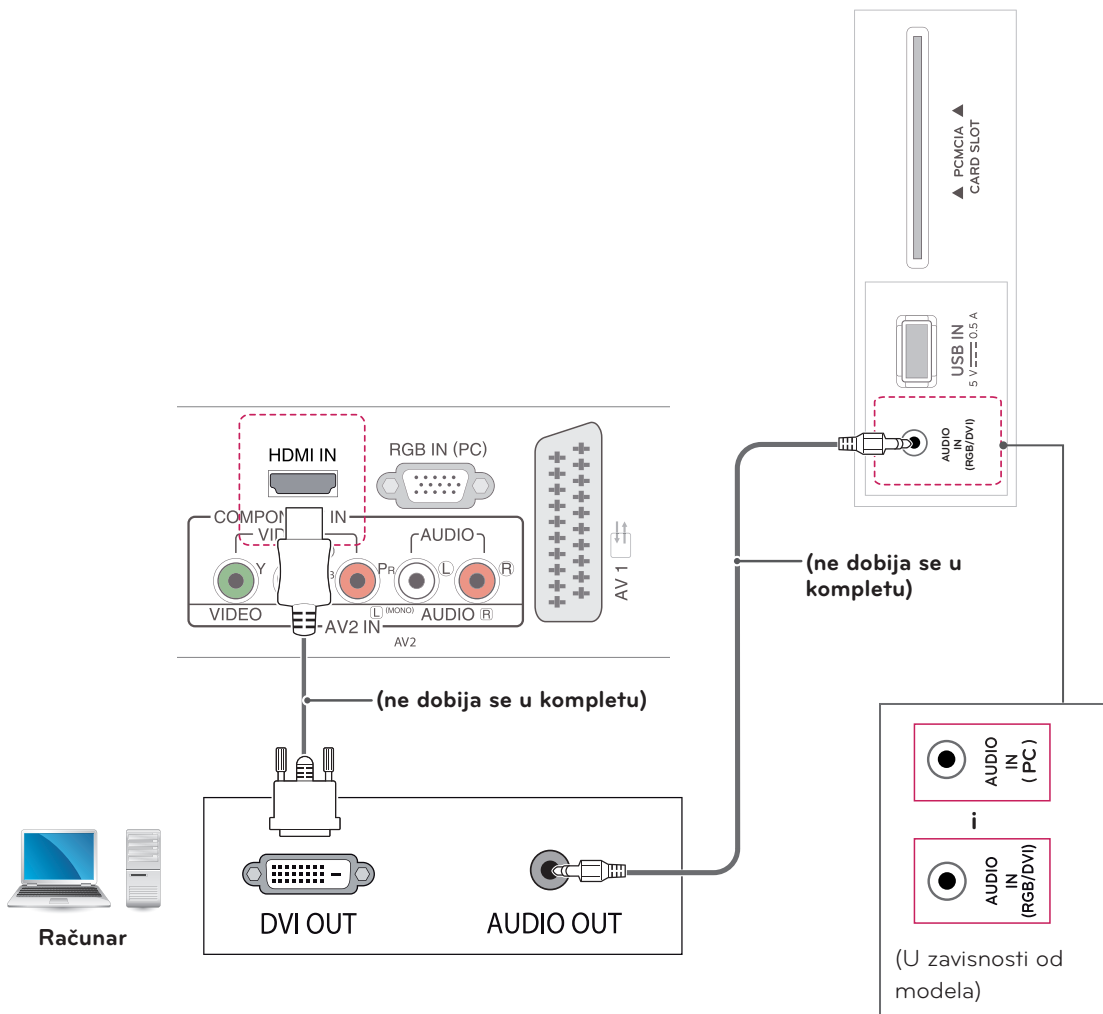 ▲ PCMCIA ▲
CARD SLOT
USB IN
5 V 0.5 A
AUDIO
IN
(RGB/DVI)
HDMI IN
RGB IN (PC)
IN
AUDIO
Y
PR
L
R
VIDEO
L (MONO) AUDIO R
AV2 IN
AV2
AV 1
(ne dobija se u
kompletu)
(ne dobija se u kompletu)
AUDIO
IN
( PC )
i
AUDIO
IN
(RGB/DVI)
(U zavisnosti od
modela)
Računar
DVI OUT
AUDIO OUT